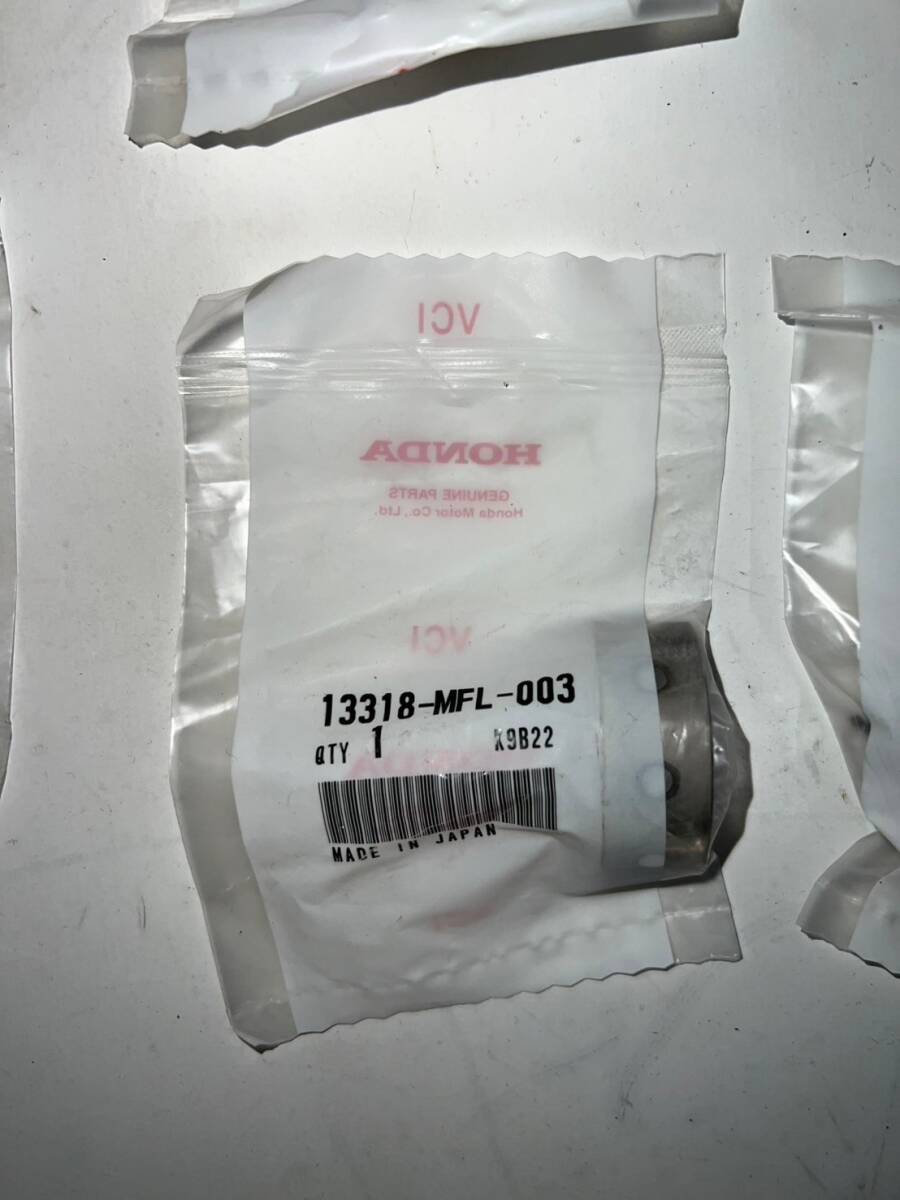 VCI
HONDA
GENUINE PARTS
Honda Motor Co., Ltd.
VCI
13318-MFL-003
QTY 1 K9B22
MADE IN JAPAN